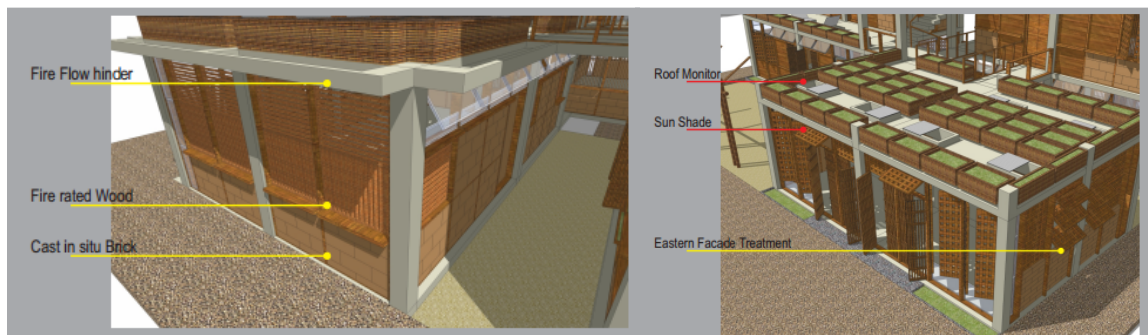 Fire Flow hinder
Fire rated Wood
Cast in situ Brick
Roof Monitor
Sun Shade
Eastern Facade Treatment